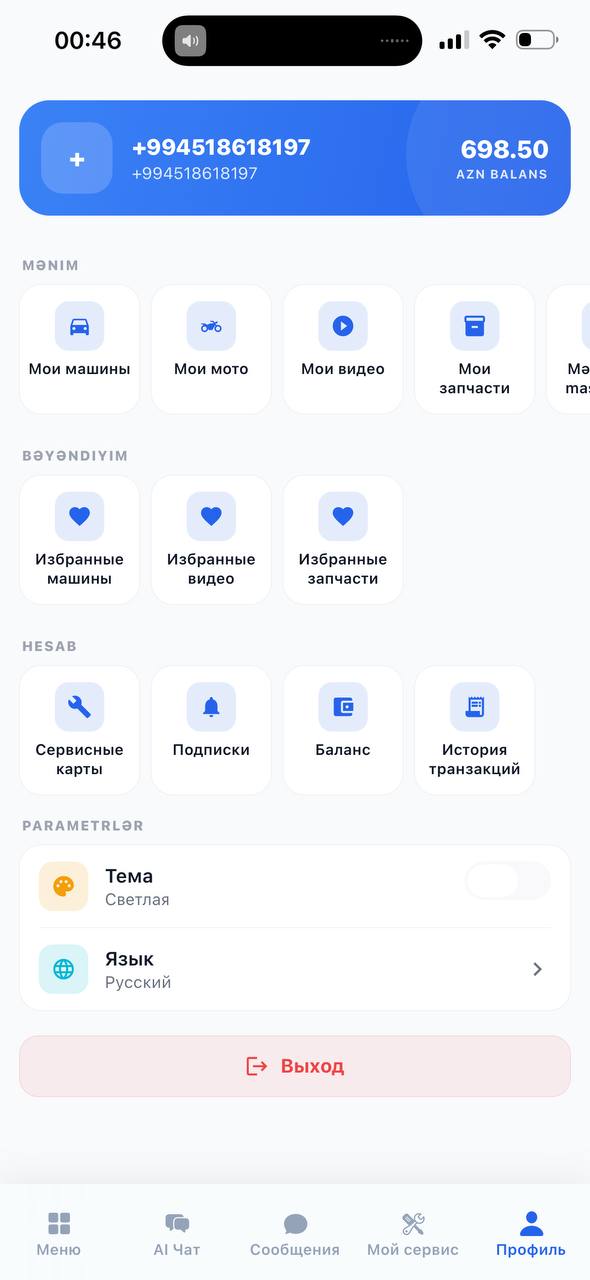 00:46
+
+994518618197
+994518618197
698.50
AZN BALANS
MƏNIM
Мои машины
Мои мото
Мои видео
Мои
запчасти
BƏYƏNDIYIM
Избранные
машины
Избранные
видео
Избранные
запчасти
HESAB
Сервисные
карты
Подписки
Баланс
История
транзакций
PARAMETRLƏR
Тема
Светлая
Язык
Русский
Выход
Меню
AI Чат
Сообщения
Мой сервис
Профиль